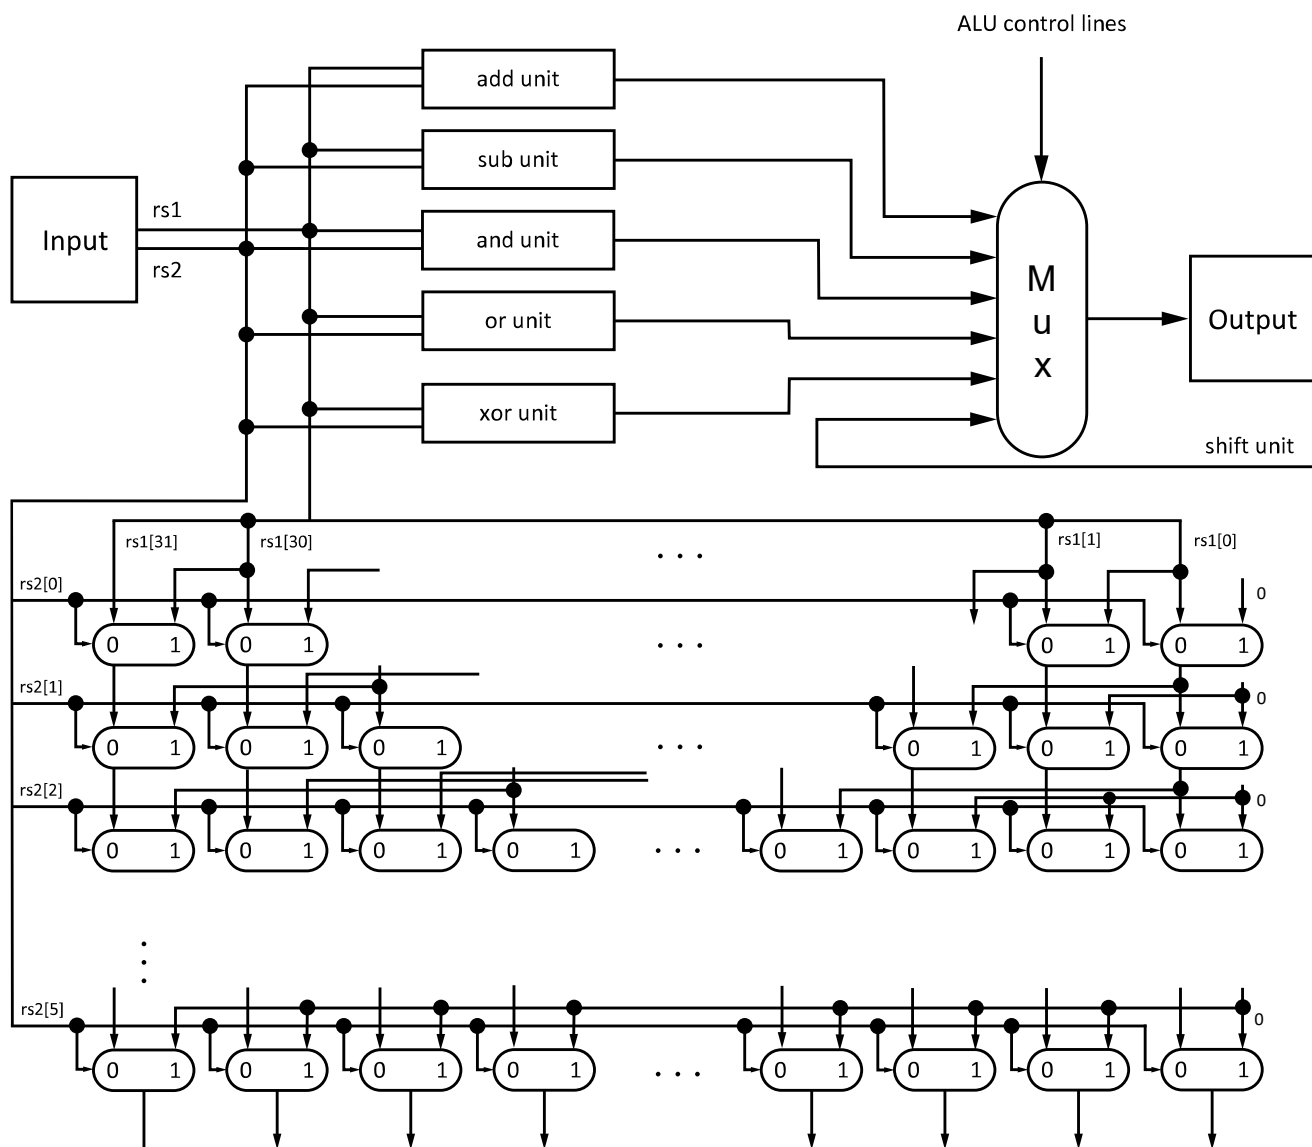 ALU control lines
add unit
sub unit
rs1
Input
and unit
rs2
M
u
x
or unit
Output
xor unit
shift unit
rs1[31] rs1[30] . . . rs1[1] rs1[0]
rs2[0] 0
0 1 0 1 . . . 0 1 0 1
rs2[1] 0
0 1 0 1 0 1 . . . 0 1 0 1 0 1
rs2[2] 0
0 1 0 1 0 1 0 1 . . . 0 1 0 1 0 1 0 1
.
.
.
rs2[5] 0
0 1 0 1 0 1 0 1 . . . 0 1 0 1 0 1 0 1